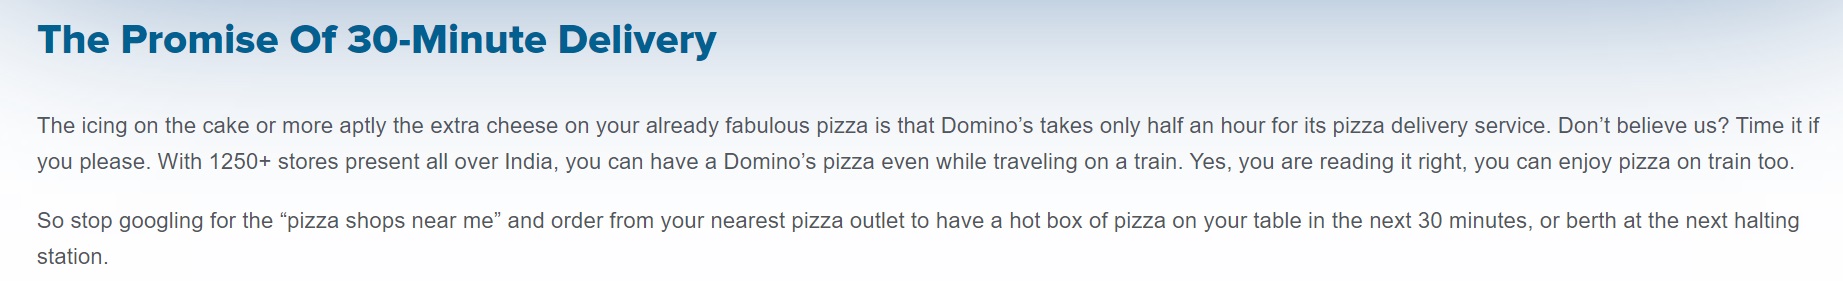 The Promise Of 30-Minute Delivery
The icing on the cake or more aptly the extra cheese on your already fabulous pizza is that Domino’s takes only half an hour for its pizza delivery service. Don’t believe us? Time it if
you please. With 1250+ stores present all over India, you can have a Domino’s pizza even while traveling on a train. Yes, you are reading it right, you can enjoy pizza on train too.
So stop googling for the “pizza shops near me” and order from your nearest pizza outlet to have a hot box of pizza on your table in the next 30 minutes, or berth at the next halting
station.